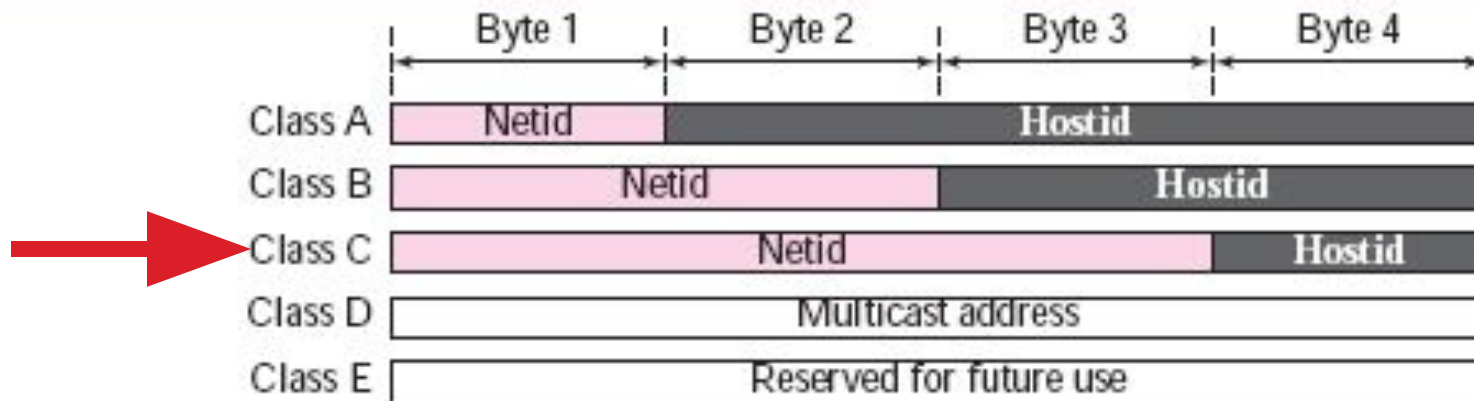 Byte 1 Byte 2 Byte 3 Byte 4
Class A Netid Hostid
Class B Netid Hostid
Class C Netid Hostid
Class D Multicast address
Class E Reserved for future use